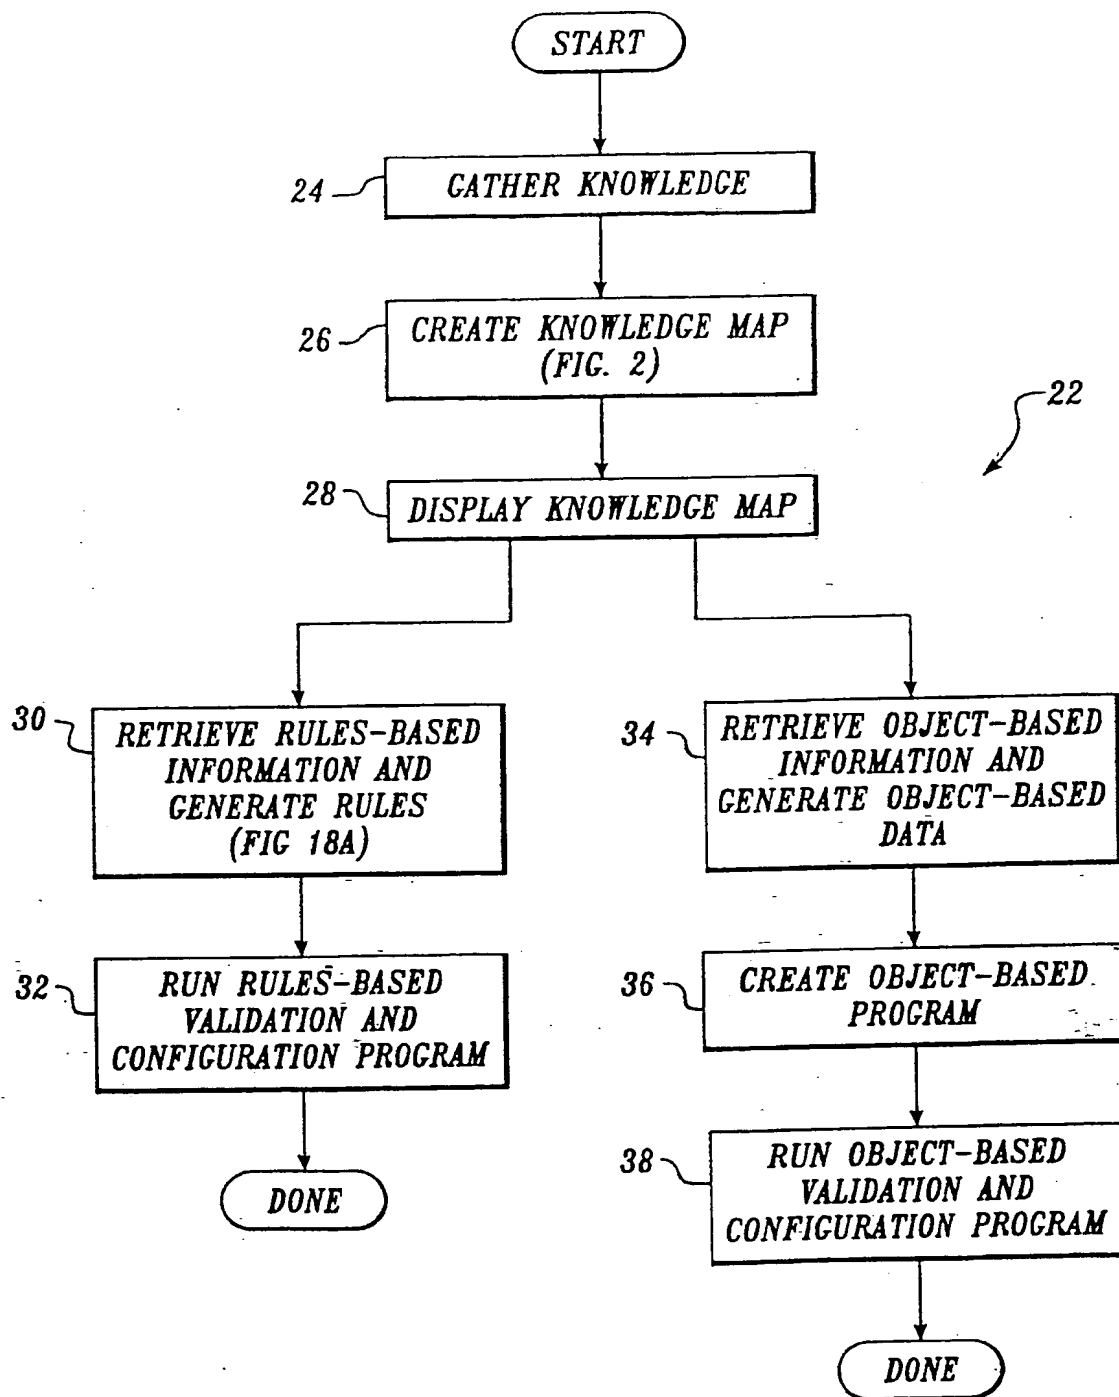 START
24
GATHER KNOWLEDGE
26
CREATE KNOWLEDGE MAP
(FIG. 2)
22
28
DISPLAY KNOWLEDGE MAP
30
RETRIEVE RULES-BASED
INFORMATION AND
GENERATE RULES
(FIG 18A)
34
RETRIEVE OBJECT-BASED
INFORMATION AND
GENERATE OBJECT-BASED
DATA
32
RUN RULES-BASED
VALIDATION AND
CONFIGURATION PROGRAM
36
CREATE OBJECT-BASED
PROGRAM
38
RUN OBJECT-BASED
VALIDATION AND
CONFIGURATION PROGRAM
DONE
DONE